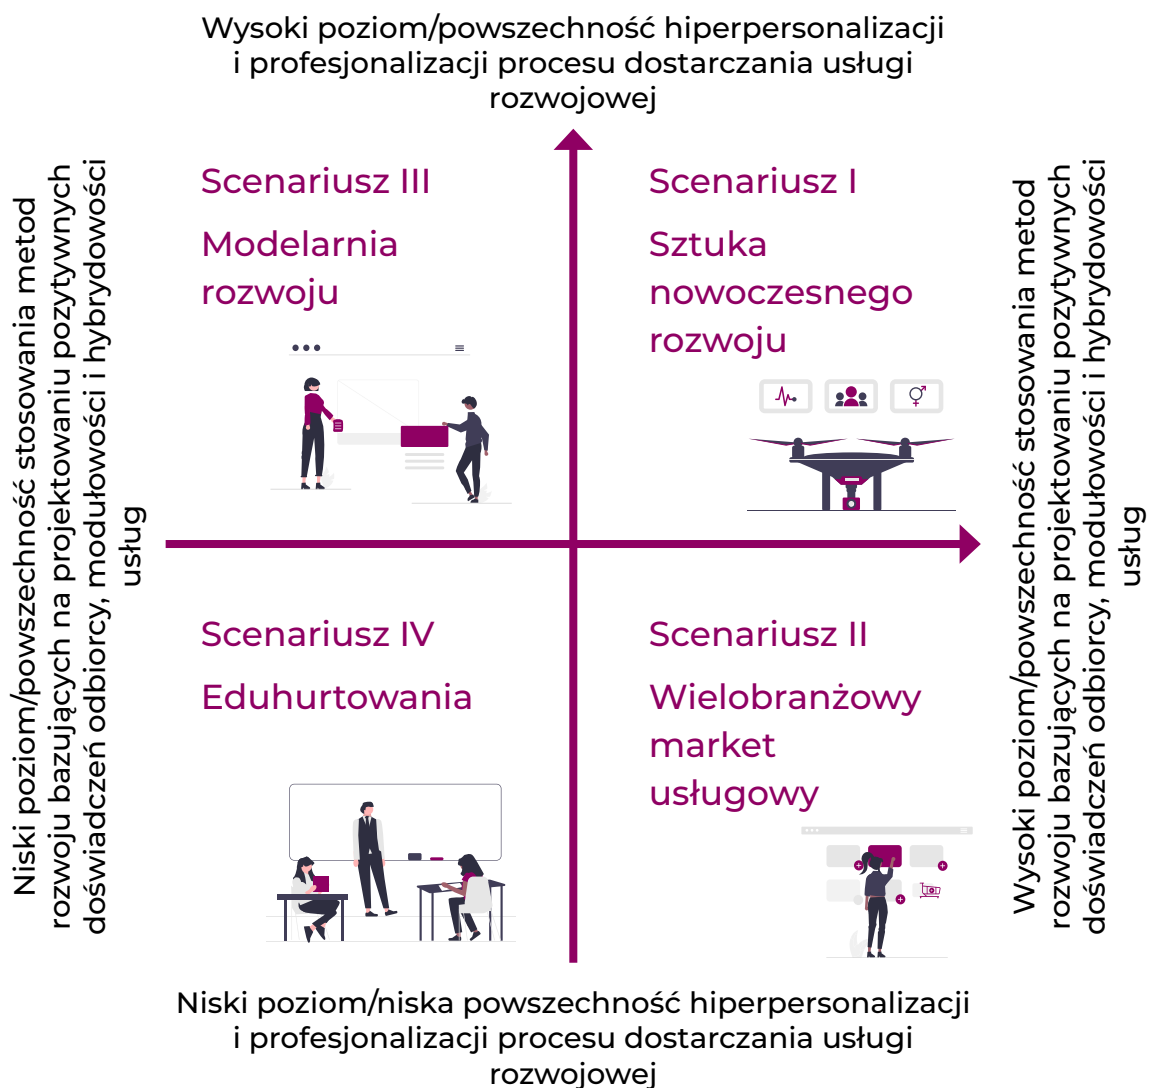 Wysoki poziom/powszechność hiperpersonalizacji
i profesjonalizacji procesu dostarczania usługi
rozwojowej
Niski poziom/powszechność stosowania metod
rozwoju bazujących na projektowaniu pozytywnych
doświadczeń odbiorcy, modułowości i hybrydowości
usług
Scenariusz III
Modelarnia
rozwoju
Scenariusz I
Sztuka
nowoczesnego
rozwoju
Wysoki poziom/powszechność stosowania metod
rozwoju bazujących na projektowaniu pozytywnych
doświadczeń odbiorcy, modułowości i hybrydowości
usług
Scenariusz IV
Eduhurtowania
Scenariusz II
Wielobranżowy
market
usługowy
Niski poziom/niska powszechność hiperpersonalizacji
i profesjonalizacji procesu dostarczania usługi
rozwojowej